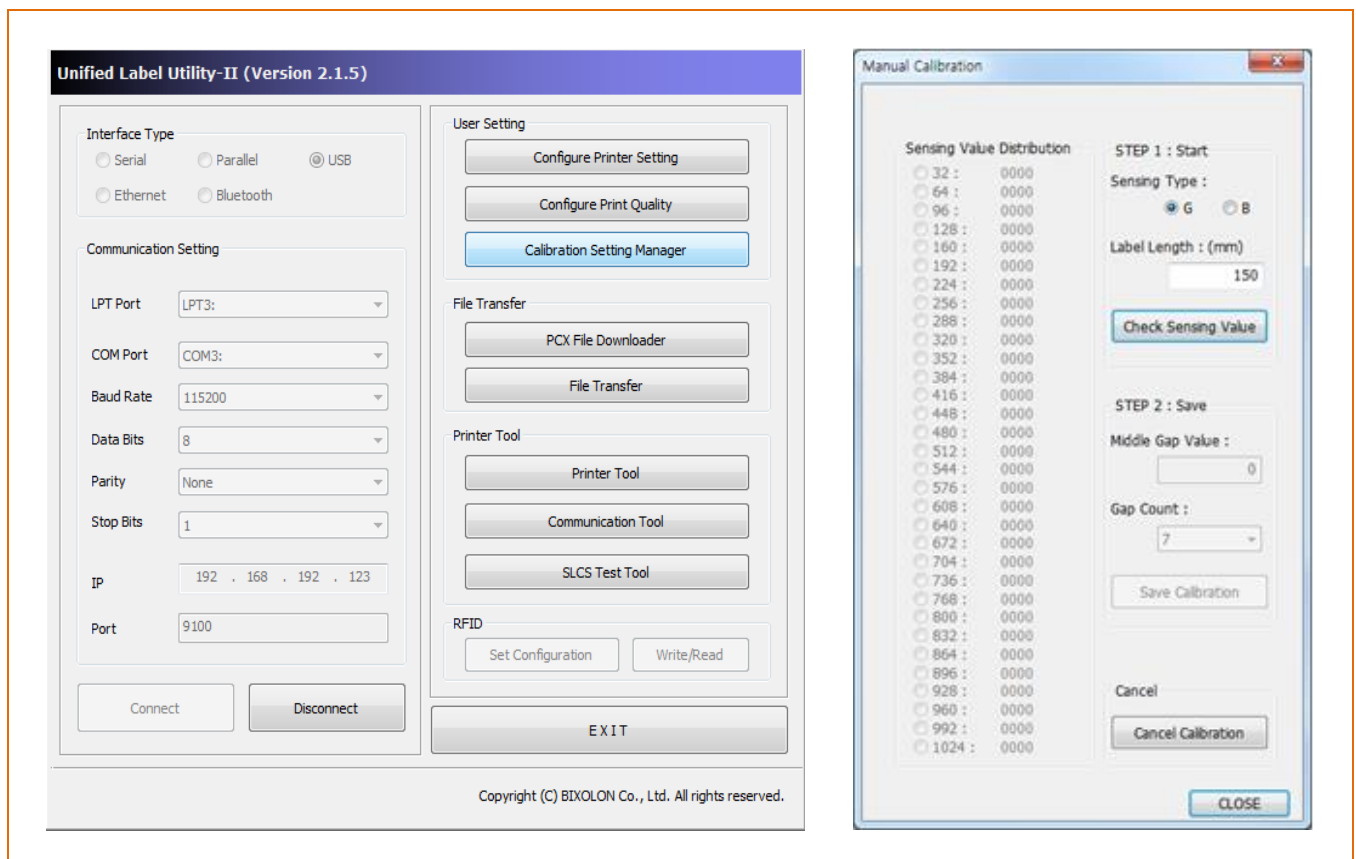 Unified Label Utility-II (Version 2.1.5)
Interface Type
Serial Parallel USB
Ethernet Bluetooth
Communication Setting
LPT Port LPT3:
COM Port COM3:
Baud Rate 115200
Data Bits 8
Parity None
Stop Bits 1
IP 192 . 168 . 192 . 123
Port 9100
Connect Disconnect
User Setting
Configure Printer Setting
Configure Print Quality
Calibration Setting Manager
File Transfer
PCX File Downloader
File Transfer
Printer Tool
Printer Tool
Communication Tool
SLCS Test Tool
RFID
Set Configuration Write/Read
EXIT
Copyright (C) BIXOLON Co., Ltd. All rights reserved.
Manual Calibration
Sensing Value Distribution
32 : 0000
64 : 0000
96 : 0000
128 : 0000
160 : 0000
192 : 0000
224 : 0000
256 : 0000
288 : 0000
320 : 0000
352 : 0000
384 : 0000
416 : 0000
448 : 0000
480 : 0000
512 : 0000
544 : 0000
576 : 0000
608 : 0000
640 : 0000
672 : 0000
704 : 0000
736 : 0000
768 : 0000
800 : 0000
832 : 0000
864 : 0000
896 : 0000
928 : 0000
960 : 0000
992 : 0000
1024 : 0000
STEP 1 : Start
Sensing Type :
G B
Label Length : (mm)
150
Check Sensing Value
STEP 2 : Save
Middle Gap Value :
0
Gap Count :
7
Save Calibration
Cancel
Cancel Calibration
CLOSE